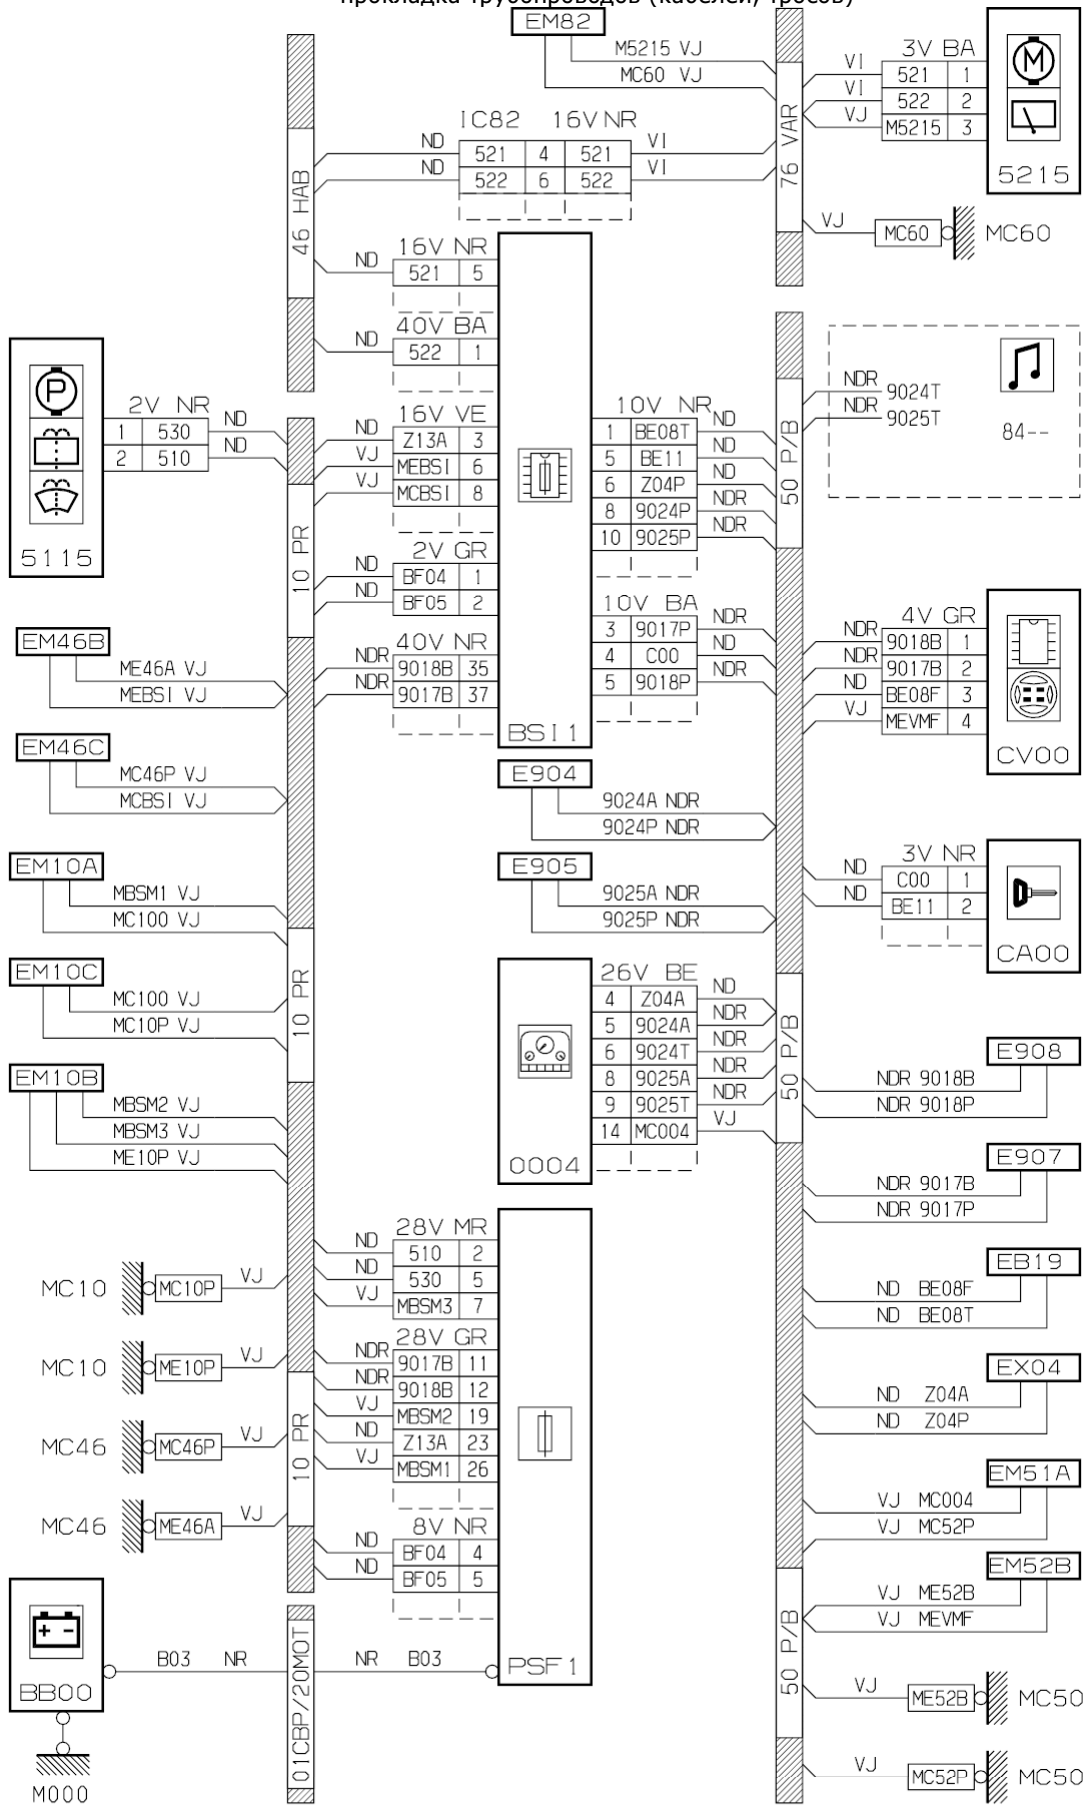 прокладка трубопроводов (кабелей, тросов)
EM82
M5215 VJ
MC60 VJ
3V BA
VI 521 1
VI 522 2
VJ M5215 3
M
5215
76 VAR
IC82 16V NR
ND 521 4 521 VI
ND 522 6 522 VI
46 HAB
VJ MC60 MC60
16V NR
ND 521 5
40V BA
ND 522 1
P
2V NR
1 530 ND
2 510 ND
5115
16V VE
ND Z13A 3
VJ MEBSI 6
VJ MCBSI 8
10 PR
2V GR
ND BF04 1
ND BF05 2
40V NR
NDR 9018B 35
NDR 9017B 37
BSI1
10V NR
1 BE08T ND
5 BE11 ND
6 Z04P ND
8 9024P NDR
10 9025P NDR
10V BA
3 9017P NDR
4 C00 ND
5 9018P NDR
50 P/B
NDR 9024T
NDR 9025T
84--
4V GR
NDR 9018B 1
NDR 9017B 2
ND BE08F 3
VJ MEVMF 4
CV00
EM46B
ME46A VJ
MEBSI VJ
EM46C
MC46P VJ
MCBSI VJ
E904
9024A NDR
9024P NDR
E905
9025A NDR
9025P NDR
3V NR
ND C00 1
ND BE11 2
CA00
EM10A
MBSM1 VJ
MC100 VJ
EM10C
MC100 VJ
MC10P VJ
10 PR
EM10B
MBSM2 VJ
MBSM3 VJ
ME10P VJ
26V BE
4 Z04A ND
5 9024A NDR
6 9024T NDR
8 9025A NDR
9 9025T NDR
14 MC004 VJ
0004
50 P/B
E908
NDR 9018B
NDR 9018P
E907
NDR 9017B
NDR 9017P
EB19
ND BE08F
ND BE08T
EX04
ND Z04A
ND Z04P
EM51A
VJ MC004
VJ MC52P
EM52B
VJ ME52B
VJ MEVMF
50 P/B
VJ ME52B MC50
VJ MC52P MC50
MC10 MC10P VJ
MC10 ME10P VJ
MC46 MC46P VJ
MC46 ME46A VJ
10 PR
28V MR
ND 510 2
ND 530 5
VJ MBSM3 7
28V GR
NDR 9017B 11
NDR 9018B 12
VJ MBSM2 19
ND Z13A 23
VJ MBSM1 26
8V NR
ND BF04 4
ND BF05 5
PSF1
+ -
BB00
B03 NR
01CBP/20MOT
NR B03
M000